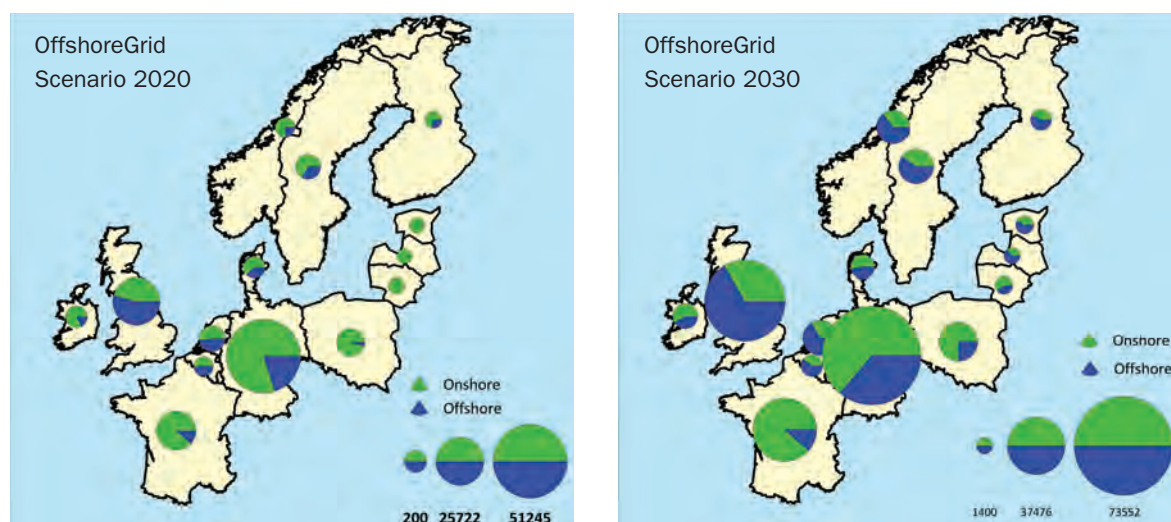 OffshoreGrid
Scenario 2020
Onshore
Offshore
200 25722 51245
OffshoreGrid
Scenario 2030
Onshore
Offshore
1400 37476 73552